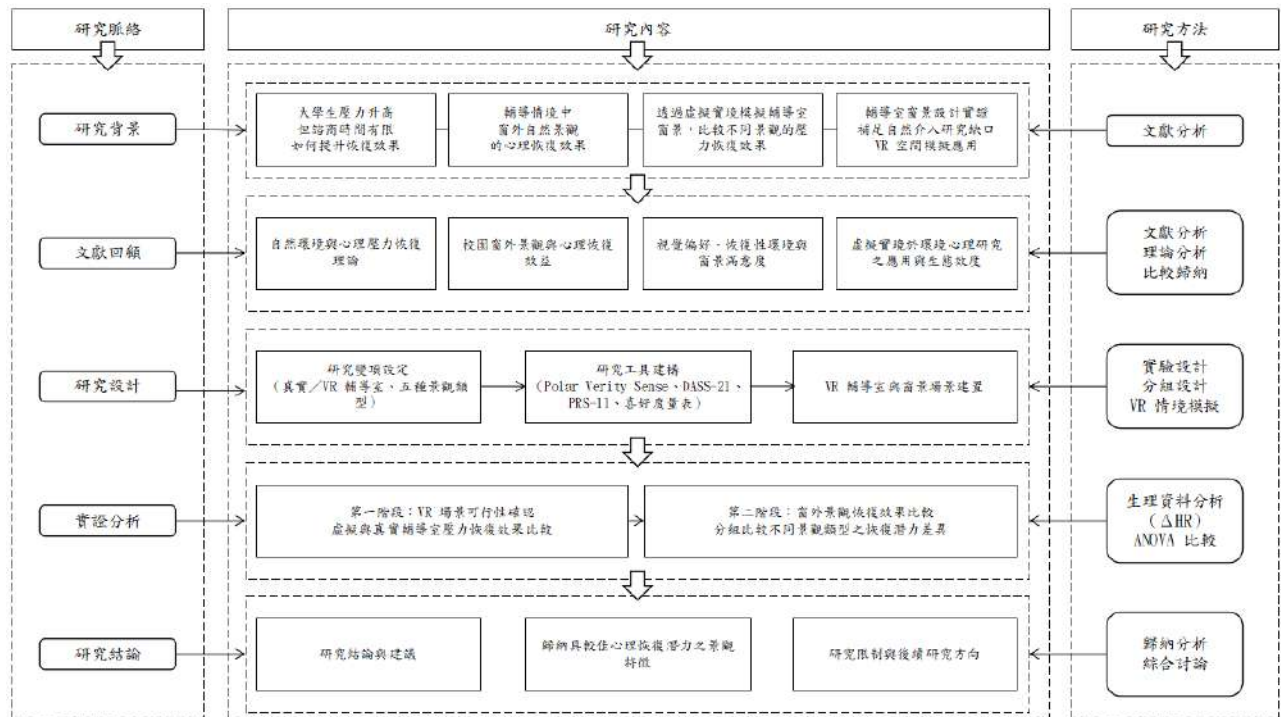 研究脈絡
研究內容
研究方法
研究背景
大學生壓力升高
但諮商時間有限
如何提升恢復效果
輔導情境中
窗外自然景觀
的心理恢復效果
透過虛擬實境模擬輔導室
窗景，比較不同景觀的壓
力恢復效果
輔導室窗景設計實證
補足自然介入研究缺口
VR 空間模擬應用
文獻分析
文獻回顧
自然環境與心理壓力恢復
理論
校園窗外景觀與心理恢復
效益
視覺偏好、恢復性環境與
窗景滿意度
虛擬實境於環境心理研究
之應用與生態效度
文獻分析
理論分析
比較歸納
研究設計
研究變項設定
（真實／VR 輔導室、五種景觀類
型）
研究工具建構
(Polar Verity Sense、DASS-21、
PRS-11、喜好度量表)
VR 輔導室與窗景場景建置
實驗設計
分組設計
VR 情境模擬
實證分析
第一階段：VR 場景可行性確認
虛擬與真實輔導室壓力恢復效果比較
第二階段：窗外景觀恢復效果比較
分組比較不同景觀類型之恢復潛力差異
生理資料分析
（ΔHR）
ANOVA 比較
研究結論
研究結論與建議
歸納具較佳心理恢復潛力之景觀
特徵
研究限制與後續研究方向
歸納分析
綜合討論